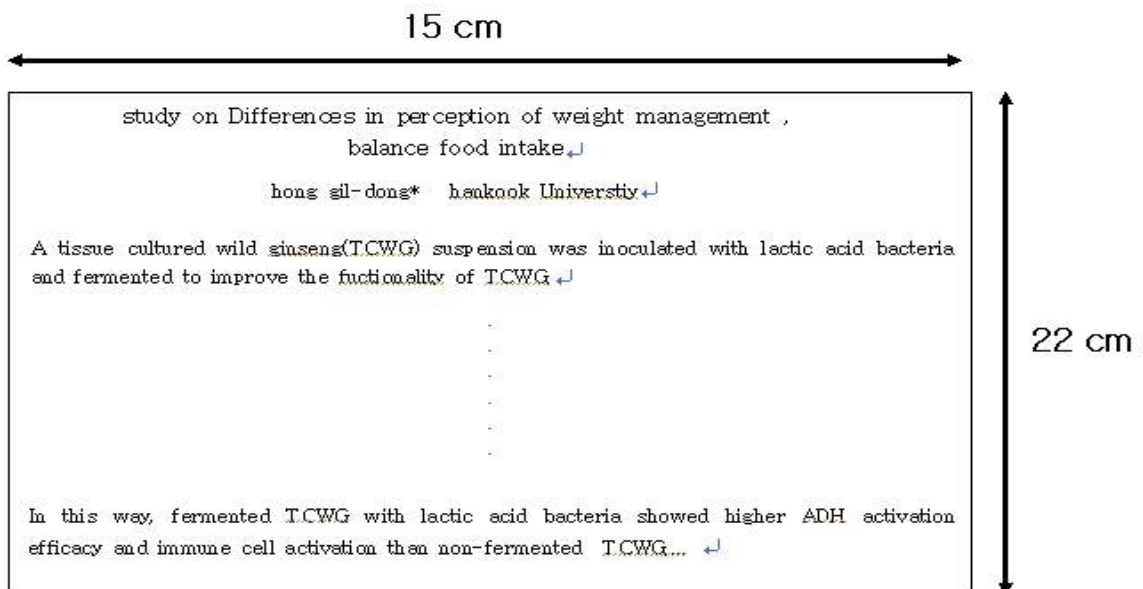 15 cm
study on Differences in perception of weight management ,
balance food intake
hong gil-dong* hankook Universtiy
A tissue cultured wild ginseng(TCWG) suspension was inoculated with lactic acid bacteria
and fermented to improve the fuctionality of TCWG
22 cm
In this way, fermented TCWG with lactic acid bacteria showed higher ADH activation
efficacy and immune cell activation than non-fermented TCWG...